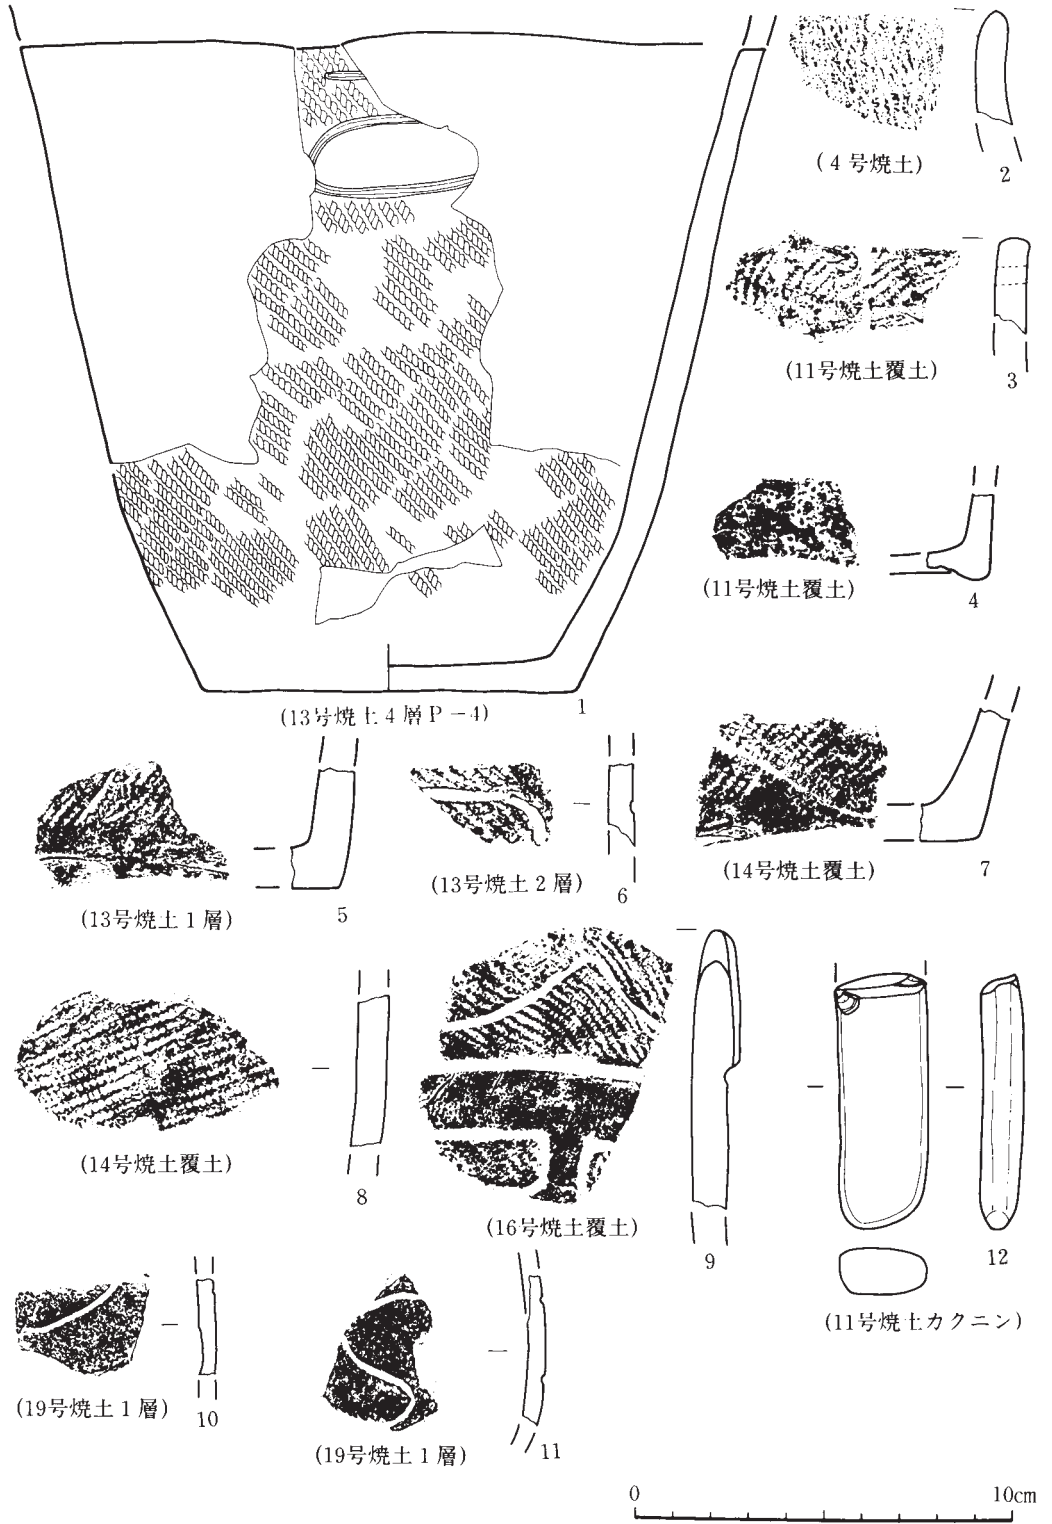 (4号焼土)
2
(11号焼土覆土)
3
(11号焼土覆土)
4
(13号焼土4層P-4)
1
(13号焼土1層)
5
(13号焼土2層)
6
(14号焼土覆土)
7
(14号焼土覆土)
8
(16号焼土覆土)
9
12
(11号焼土カクニン)
(19号焼土1層)
10
(19号焼土1層)
11
0 10cm